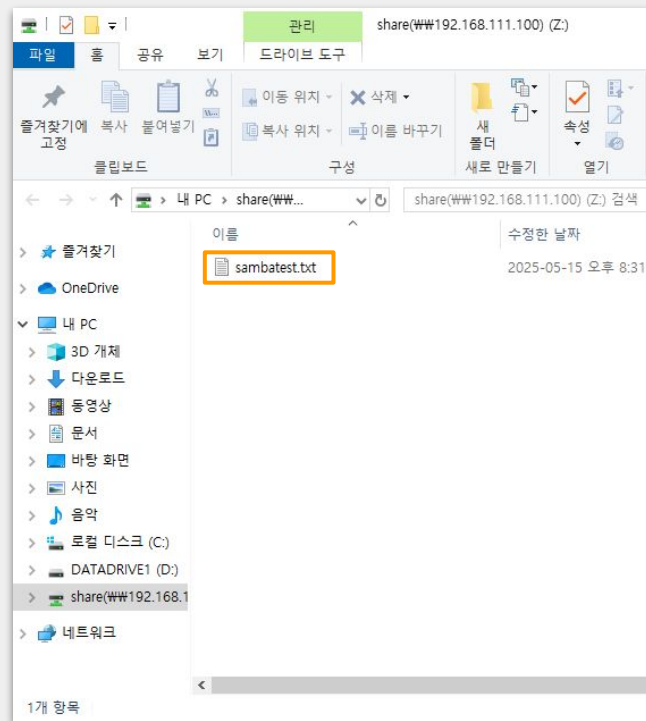 관리
share(₩₩192.168.111.100) (Z:)
파일 홈 공유 보기 드라이브 도구
즐겨찾기에 고정
복사
붙여넣기
이동 위치
복사 위치
삭제
이름 바꾸기
새 폴더
속성
클립보드 구성 새로 만들기 열기
내 PC share(₩₩...
share(₩₩192.168.111.100) (Z:) 검색
이름 수정한 날짜
sambatest.txt 2025-05-15 오후 8:31
즐겨찾기
OneDrive
내 PC
3D 개체
다운로드
동영상
문서
바탕 화면
사진
음악
로컬 디스크 (C:)
DATADRIVE1 (D:)
share(₩₩192.168.1
네트워크
1개 항목